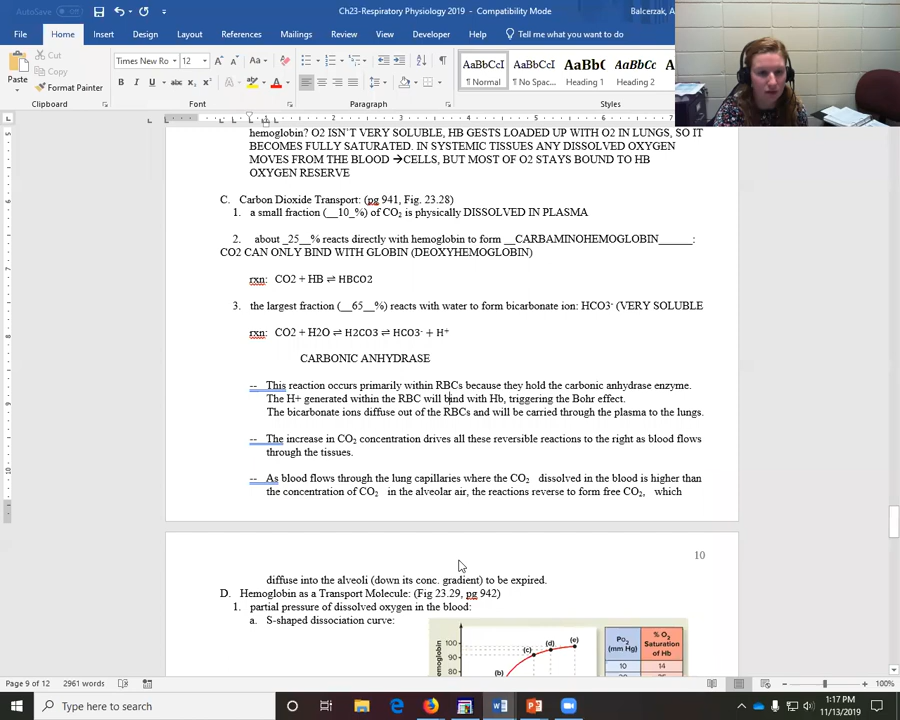 AutoSave
Off
Ch23-Respiratory Physiology 2019 - Compatibility Mode
Balcerzak, A
File Home Insert Design Layout References Mailings Review View Developer Help Tell me what you want to do
Paste
Cut
Copy
Format Painter
Clipboard
Times New Ro 12
Font
Paragraph
AaBbCcI AaBbCcI AaBbC AaBbCc
¶ Normal ¶ No Spac... Heading 1 Heading 2
Styles
hemoglobin? O2 ISN'T VERY SOLUBLE, HB GESTS LOADED UP WITH O2 IN LUNGS, SO IT
BECOMES FULLY SATURATED. IN SYSTEMIC TISSUES ANY DISSOLVED OXYGEN
MOVES FROM THE BLOOD →CELLS, BUT MOST OF O2 STAYS BOUND TO HB
OXYGEN RESERVE
C. Carbon Dioxide Transport: (pg 941, Fig. 23.28)
1. a small fraction (__10_%) of CO₂ is physically DISSOLVED IN PLASMA
2. about _25__% reacts directly with hemoglobin to form __CARBAMINOHEMOGLOBIN______:
CO2 CAN ONLY BIND WITH GLOBIN (DEOXYHEMOGLOBIN)
rxn: CO2 + HB ⇌ HBCO2
3. the largest fraction (__65__%) reacts with water to form bicarbonate ion: HCO3⁻ (VERY SOLUBLE
rxn: CO2 + H2O ⇌ H2CO3 ⇌ HCO3⁻ + H⁺
CARBONIC ANHYDRASE
-- This reaction occurs primarily within RBCs because they hold the carbonic anhydrase enzyme.
The H+ generated within the RBC will bind with Hb, triggering the Bohr effect.
The bicarbonate ions diffuse out of the RBCs and will be carried through the plasma to the lungs.
-- The increase in CO₂ concentration drives all these reversible reactions to the right as blood flows
through the tissues.
-- As blood flows through the lung capillaries where the CO₂ dissolved in the blood is higher than
the concentration of CO₂ in the alveolar air, the reactions reverse to form free CO₂, which
10
diffuse into the alveoli (down its conc. gradient) to be expired.
D. Hemoglobin as a Transport Molecule: (Fig 23.29, pg 942)
1. partial pressure of dissolved oxygen in the blood:
a. S-shaped dissociation curve:
100
90
80
(b) (c) (d) (e)
Po₂ (mm Hg) % O₂ Saturation of Hb
10 14
Page 9 of 12 2961 words
100%
Type here to search
1:17 PM
11/13/2019